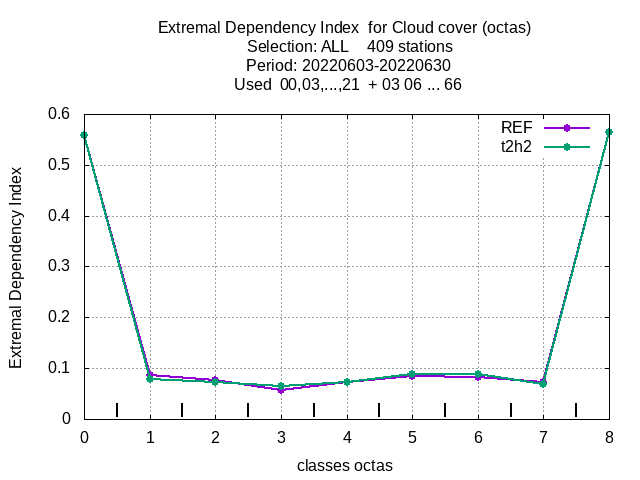 Extremal Dependency Index  for Cloud cover (octas)
Selection: ALL    409 stations
Period: 20220603-20220630
Used  00,03,...,21  + 03 06 ... 66
REF
t2h2
0.6
0.5
0.4
0.3
0.2
0.1
0
Extremal Dependency Index
0 1 2 3 4 5 6 7 8
classes octas